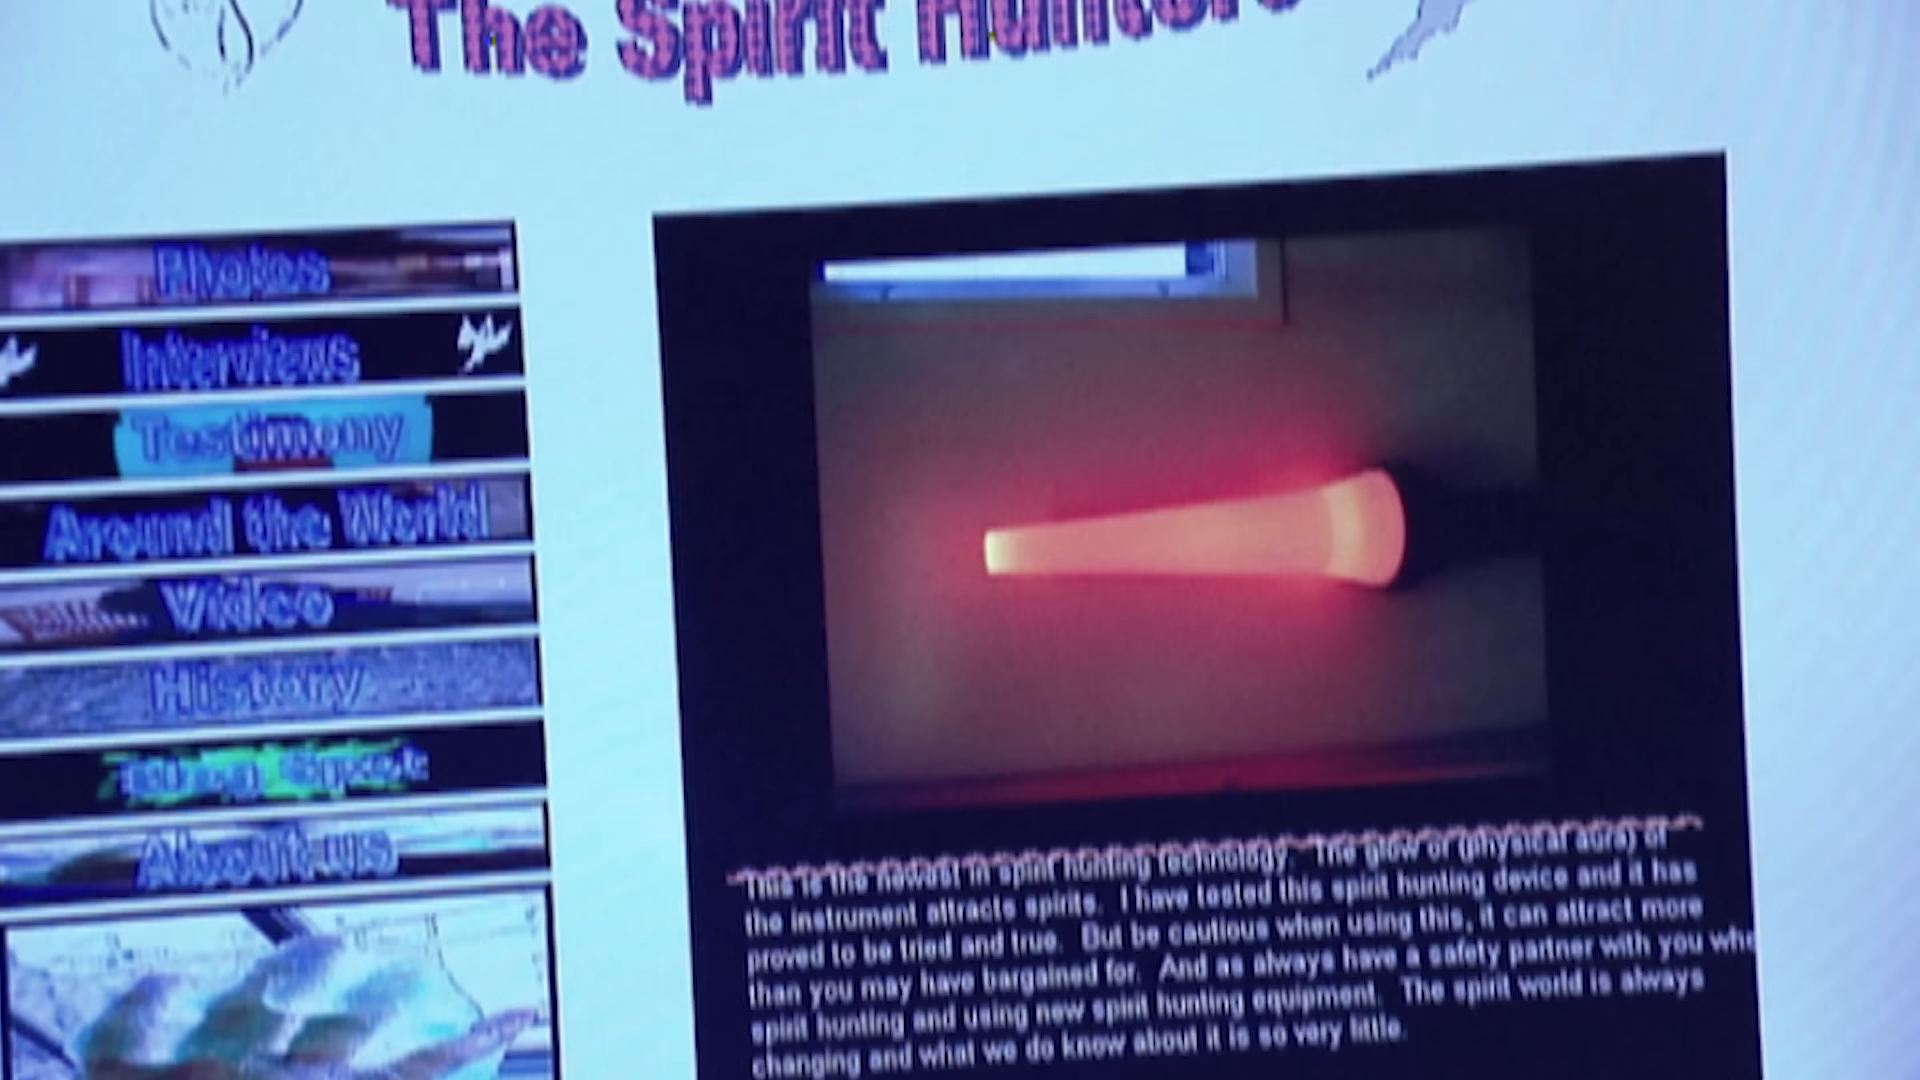 The Spirit Hunters
Photos
Interviews
Testimony
Around the World
Video
History
Blog Spot
About us
This is the newest in spirit hunting technology. The glow or (physical aura) of
the instrument attracts spirits. I have tested this spirit hunting device and it has
proved to be tried and true. But be cautious when using this, it can attract more
than you may have bargained for. And as always have a safety partner with you whe
spirit hunting and using new spirit hunting equipment. The spirit world is always
changing and what we do know about it is so very little.